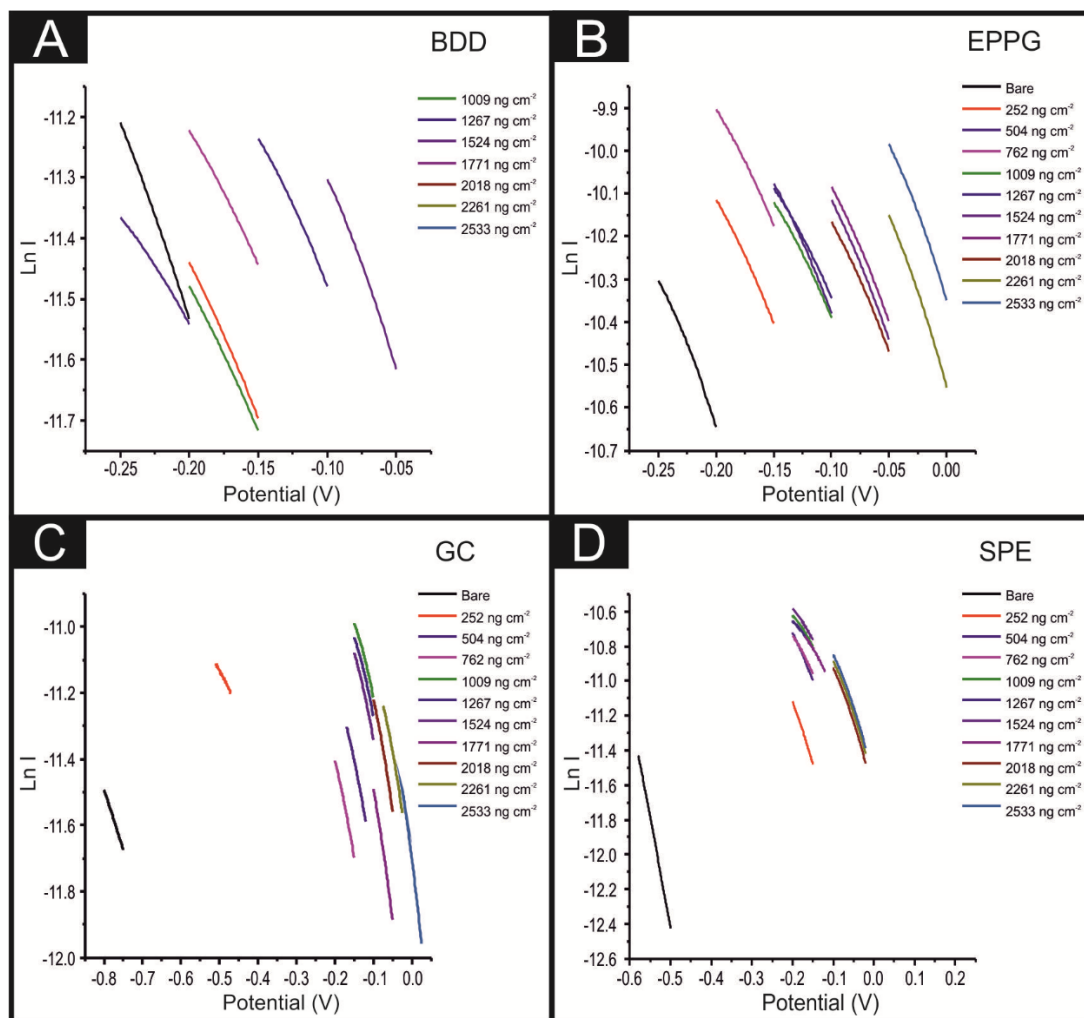 A
BDD
1009 ng cm⁻²
1267 ng cm⁻²
1524 ng cm⁻²
1771 ng cm⁻²
2018 ng cm⁻²
2261 ng cm⁻²
2533 ng cm⁻²
Ln I
-11.2
-11.3
-11.4
-11.5
-11.6
-11.7
-0.25 -0.20 -0.15 -0.10 -0.05
Potential (V)
B
EPPG
Bare
252 ng cm⁻²
504 ng cm⁻²
762 ng cm⁻²
1009 ng cm⁻²
1267 ng cm⁻²
1524 ng cm⁻²
1771 ng cm⁻²
2018 ng cm⁻²
2261 ng cm⁻²
2533 ng cm⁻²
Ln I
-9.9
-10.0
-10.1
-10.2
-10.3
-10.4
-10.5
-10.6
-10.7
-0.25 -0.20 -0.15 -0.10 -0.05 0.00
Potential (V)
C
GC
Bare
252 ng cm⁻²
504 ng cm⁻²
762 ng cm⁻²
1009 ng cm⁻²
1267 ng cm⁻²
1524 ng cm⁻²
1771 ng cm⁻²
2018 ng cm⁻²
2261 ng cm⁻²
2533 ng cm⁻²
Ln I
-11.0
-11.2
-11.4
-11.6
-11.8
-12.0
-0.8 -0.7 -0.6 -0.5 -0.4 -0.3 -0.2 -0.1 0.0
Potential (V)
D
SPE
Bare
252 ng cm⁻²
504 ng cm⁻²
762 ng cm⁻²
1009 ng cm⁻²
1267 ng cm⁻²
1524 ng cm⁻²
1771 ng cm⁻²
2018 ng cm⁻²
2261 ng cm⁻²
2533 ng cm⁻²
Ln I
-10.6
-10.8
-11.0
-11.2
-11.4
-11.6
-11.8
-12.0
-12.2
-12.4
-12.6
-0.6 -0.5 -0.4 -0.3 -0.2 -0.1 0.0 0.1 0.2
Potential (V)